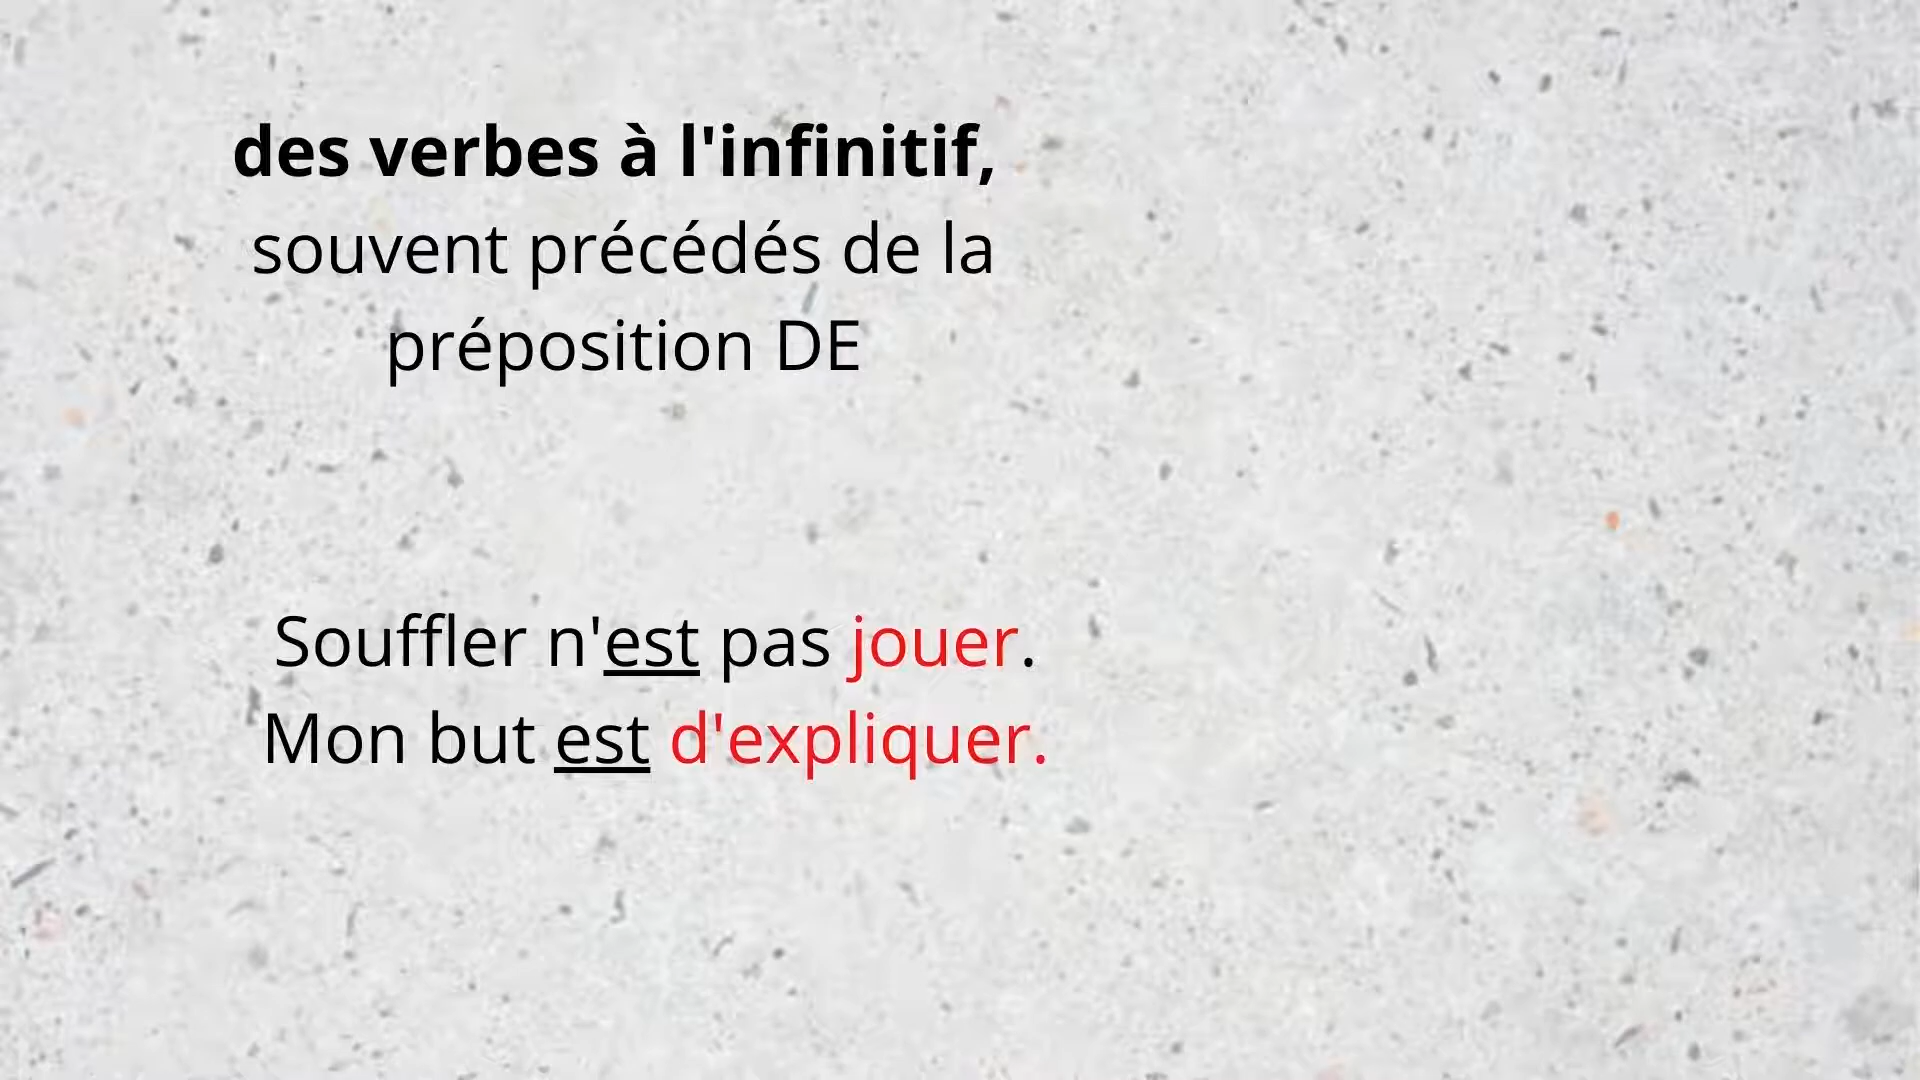 des verbes à l'infinitif,
souvent précédés de la
préposition DE
Souffler n'est pas jouer.
Mon but est d'expliquer.